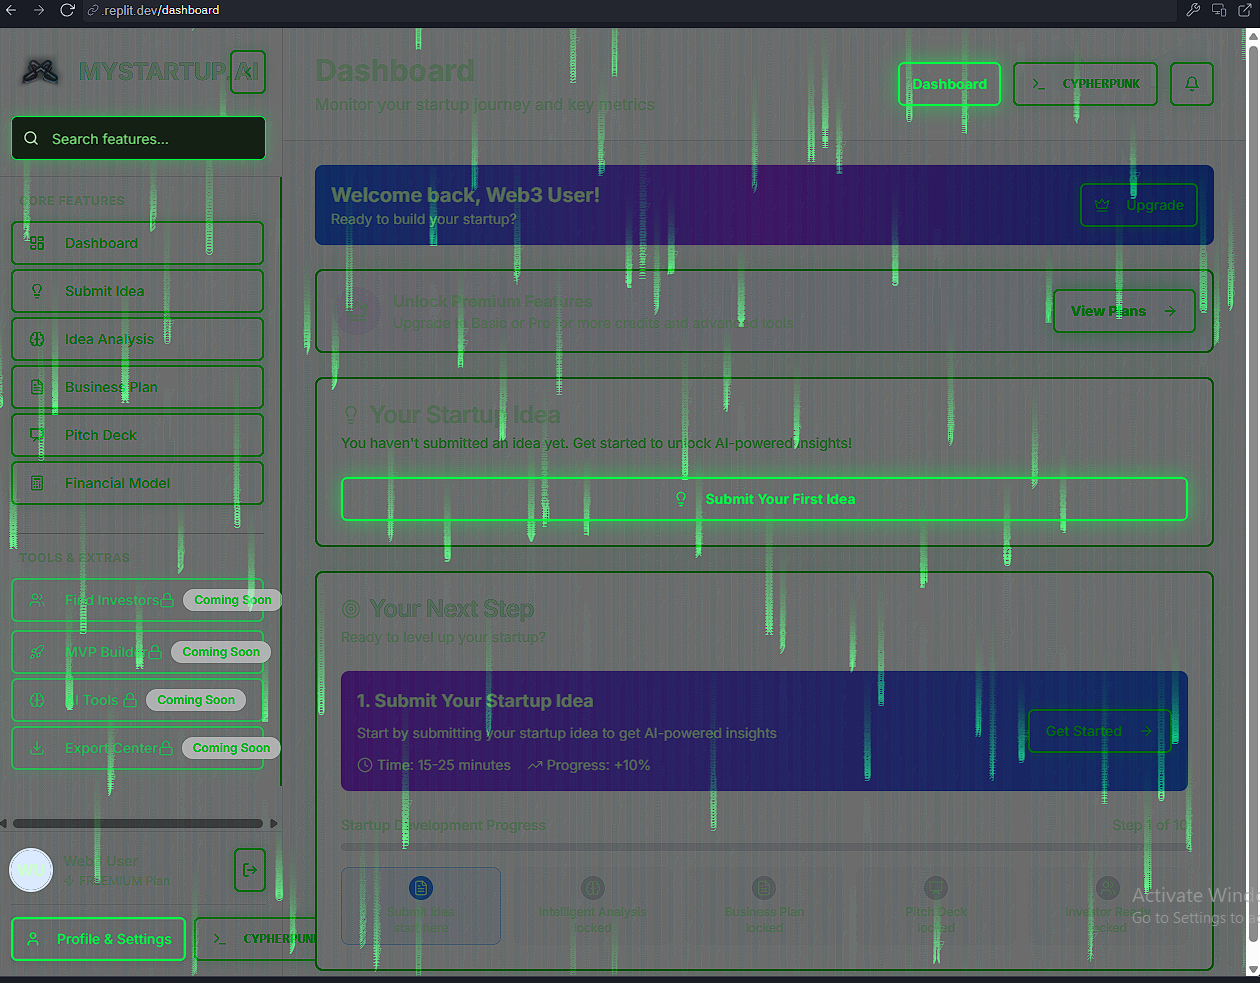 .replit.dev/dashboard
MYSTARTUP.AI
Search features...
CORE FEATURES
Dashboard
Submit Idea
Idea Analysis
Business Plan
Pitch Deck
Financial Model
TOOLS & EXTRAS
Find Investors Coming Soon
MVP Builder Coming Soon
AI Tools Coming Soon
Export Center Coming Soon
Web3 User
FREEMIUM Plan
Profile & Settings
CYPHERPUN
Dashboard
Monitor your startup journey and key metrics
Dashboard
CYPHERPUNK
Welcome back, Web3 User!
Ready to build your startup?
Upgrade
Unlock Premium Features
Upgrade to Basic or Pro for more credits and advanced tools
View Plans
Your Startup Idea
You haven't submitted an idea yet. Get started to unlock AI-powered insights!
Submit Your First Idea
Your Next Step
Ready to level up your startup?
1. Submit Your Startup Idea
Start by submitting your startup idea to get AI-powered insights
Time: 15-25 minutes Progress: +10%
Get Started
Startup Development Progress
Step 1 of 10
Submit Idea
start here
Intelligent Analysis
locked
Business Plan
locked
Pitch Deck
locked
Investor
locked
Activate Wind
Go to Settings to a